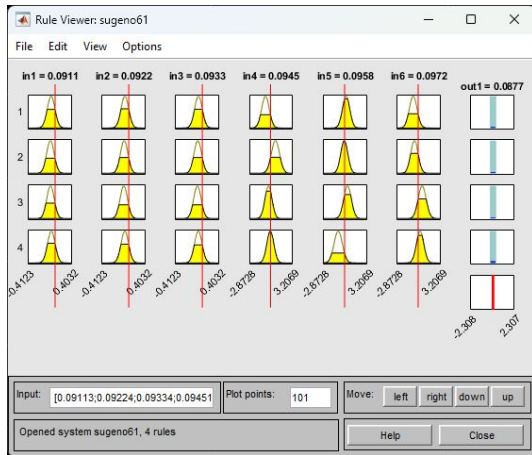 Rule Viewer: sugeno61
File Edit View Options
in1 = 0.0911 in2 = 0.0922 in3 = 0.0933 in4 = 0.0945 in5 = 0.0958 in6 = 0.0972 out1 = 0.0877
1
2
3
4
-0.4123 0.4032 -0.4123 0.4032 -0.4123 0.4032 -2.8728 3.2069 -2.8728 3.2069 -2.8728 3.2069
-2.308 2.307
Input: [0.09113;0.09224;0.09334;0.09451 Plot points: 101 Move: left right down up
Opened system sugeno61, 4 rules Help Close